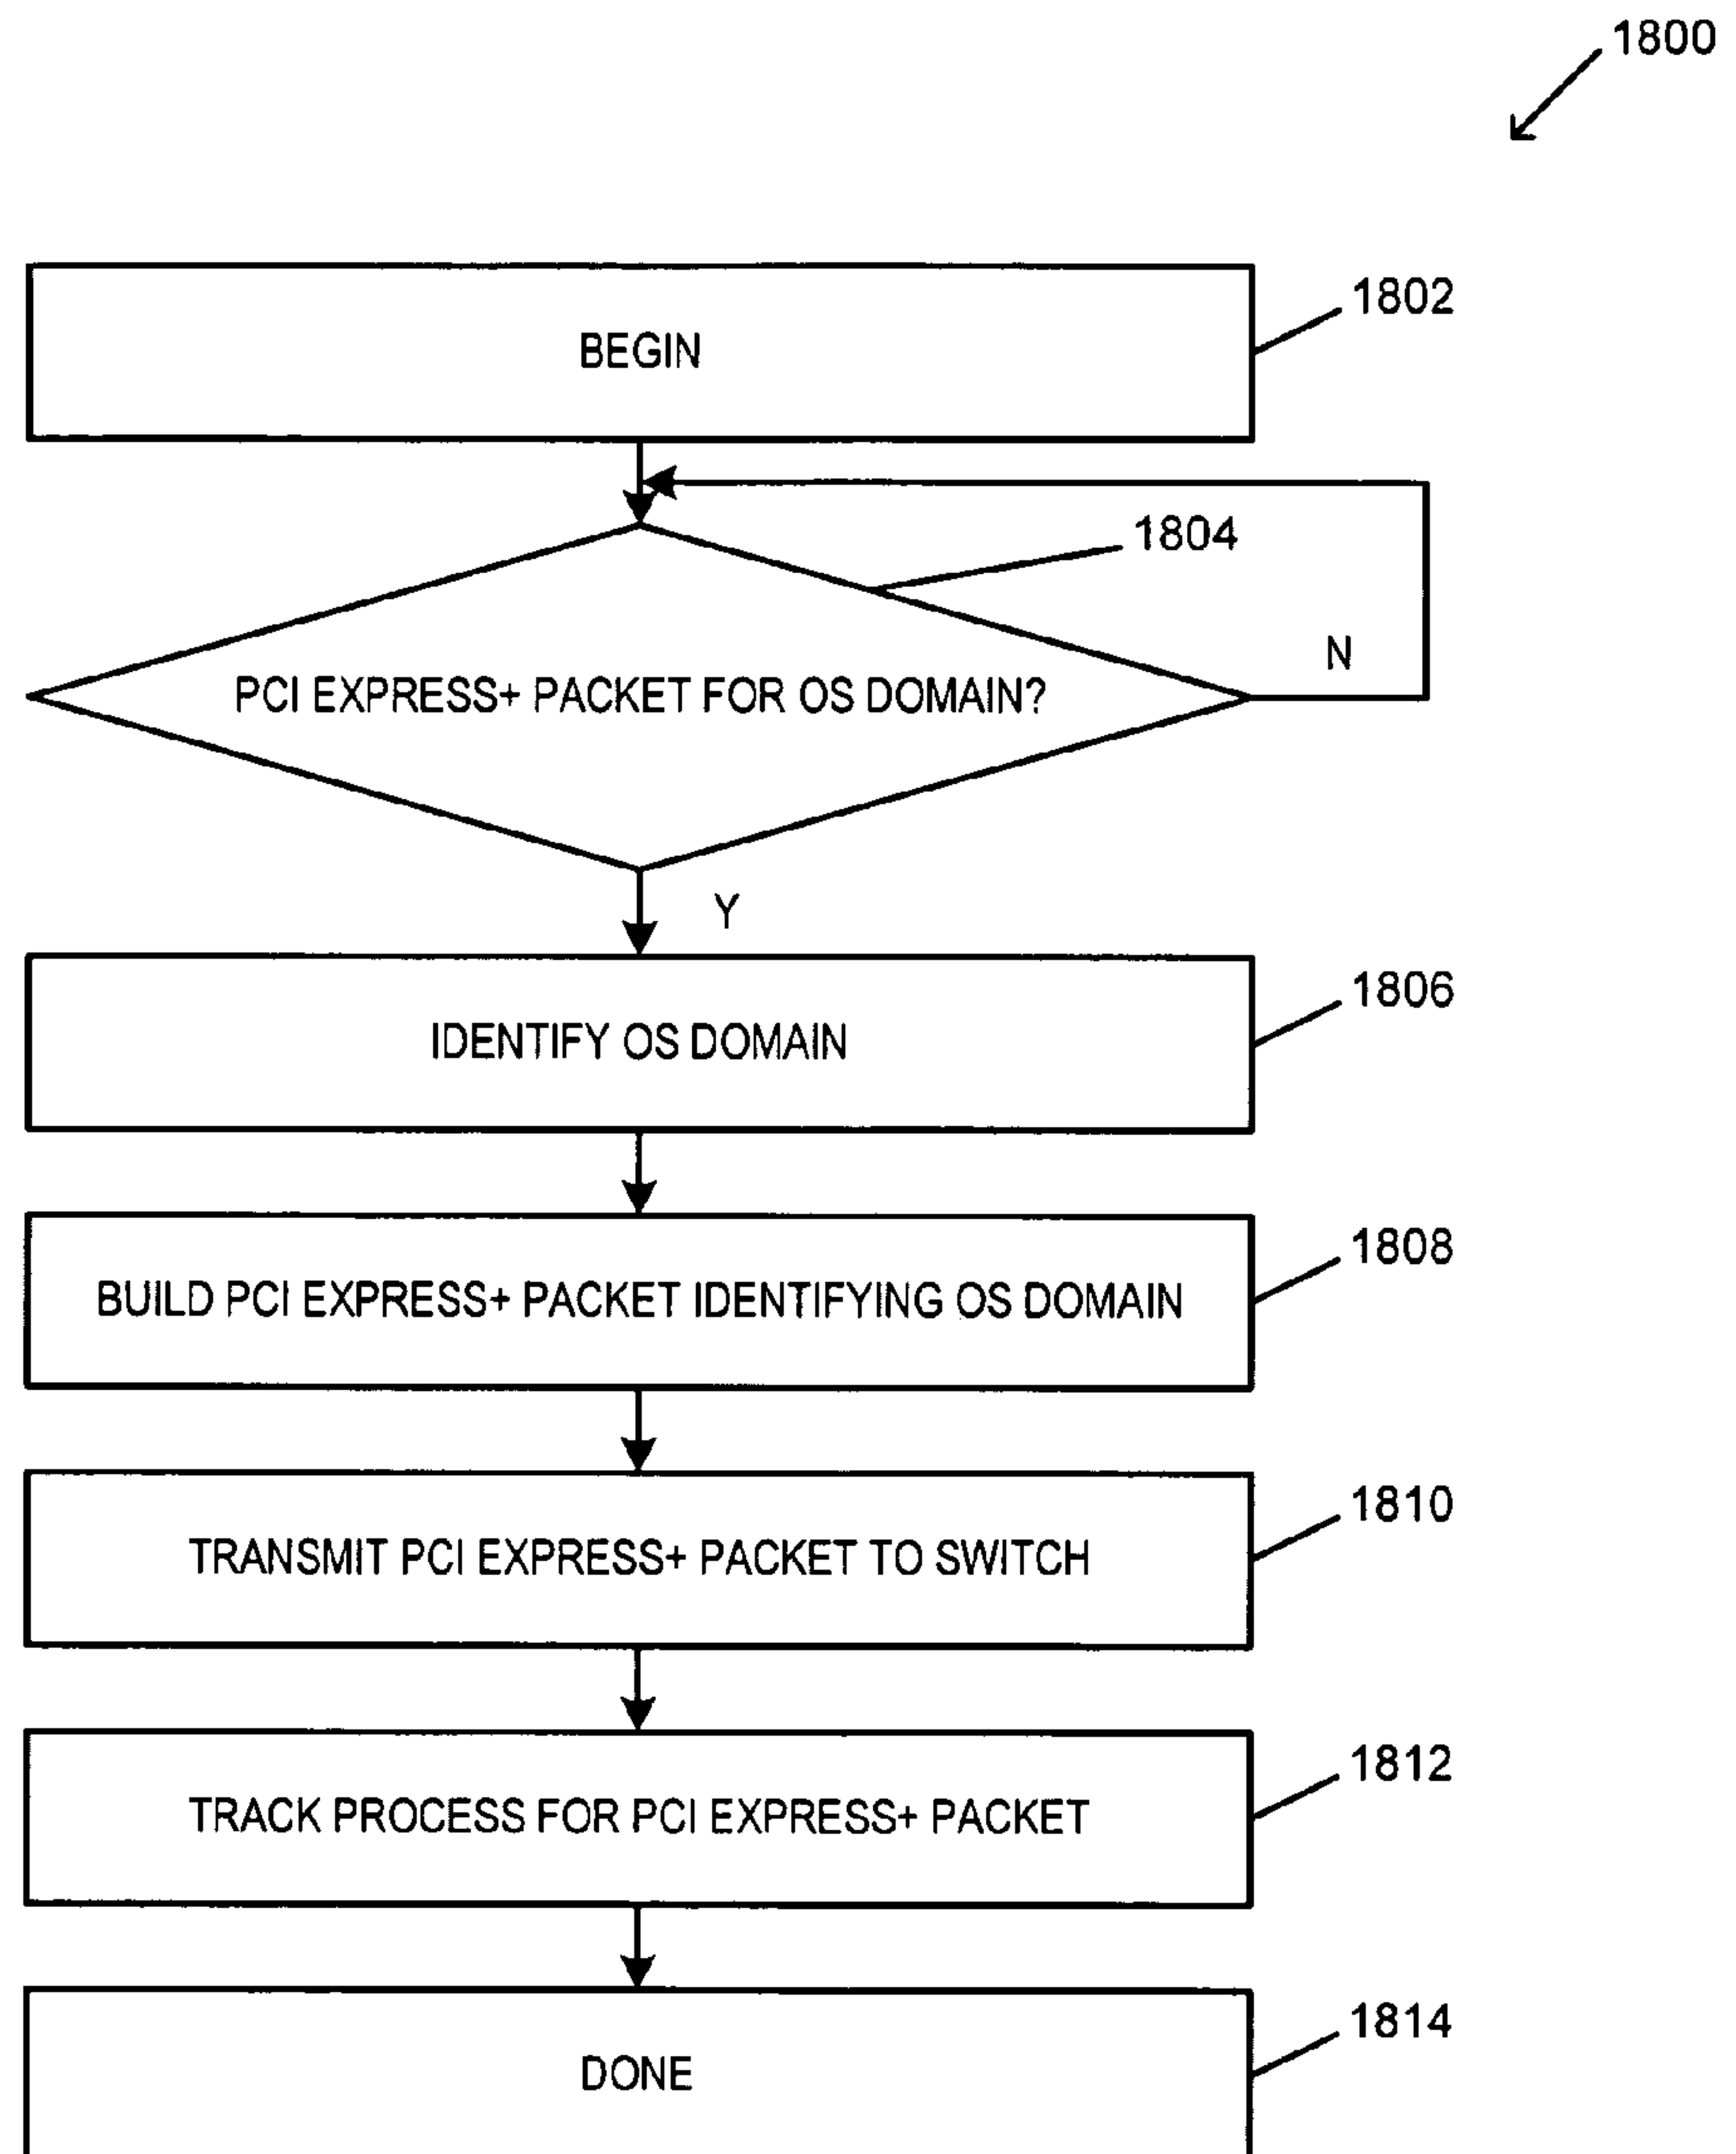 1800
BEGIN
1802
1804
N
PCI EXPRESS+ PACKET FOR OS DOMAIN?
Y
1806
IDENTIFY OS DOMAIN
1808
BUILD PCI EXPRESS+ PACKET IDENTIFYING OS DOMAIN
1810
TRANSMIT PCI EXPRESS+ PACKET TO SWITCH
1812
TRACK PROCESS FOR PCI EXPRESS+ PACKET
1814
DONE